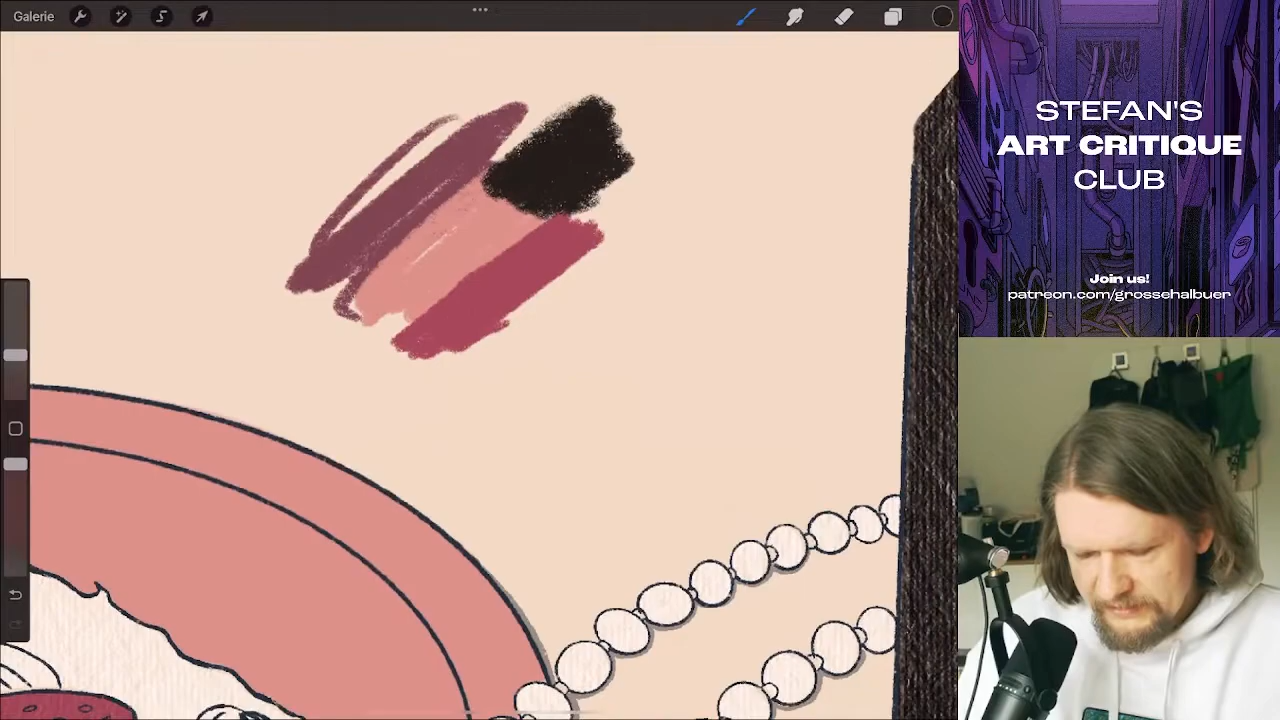 Galerie
STEFAN'S
ART CRITIQUE
CLUB
Join us!
patreon.com/grossehalbuer